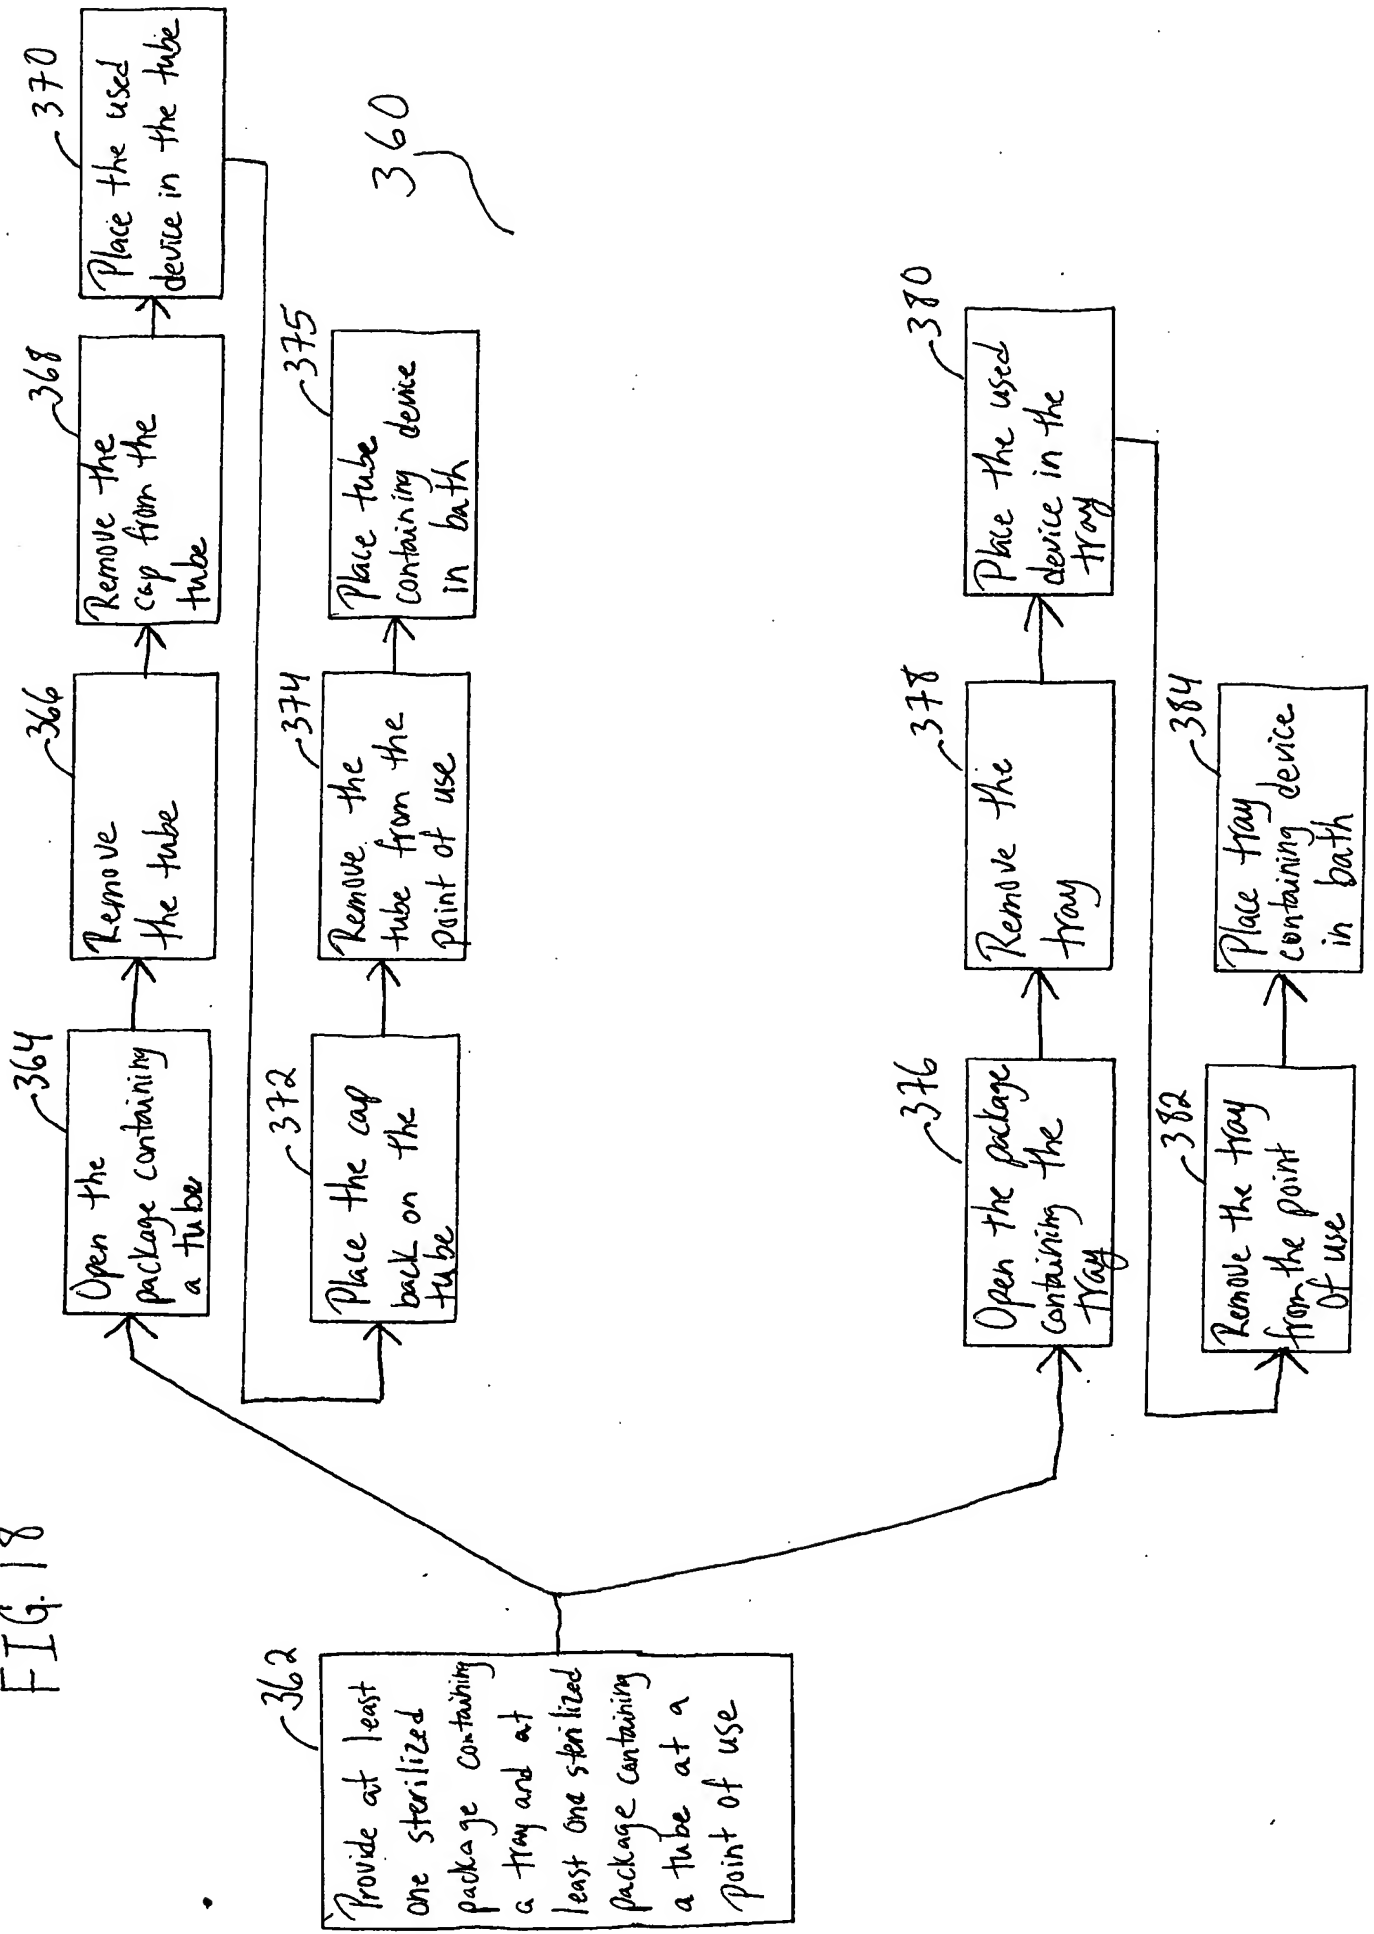 FIG. 18
362
Provide at least
one sterilized
package containing
a tray and at
least one sterilized
package containing
a tube at a
point of use
364
Open the
package containing
a tube
366
Remove
the tube
368
Remove the
cap from the
tube
370
Place the used
device in the tube
372
Place the cap
back on the
tube
374
Remove the
tube from the
point of use
375
Place tube
containing device
in bath
360
376
Open the package
containing the
tray
378
Remove the
tray
380
Place the used
device in the
tray
382
Remove the tray
from the point
of use
384
Place tray
containing device
in bath